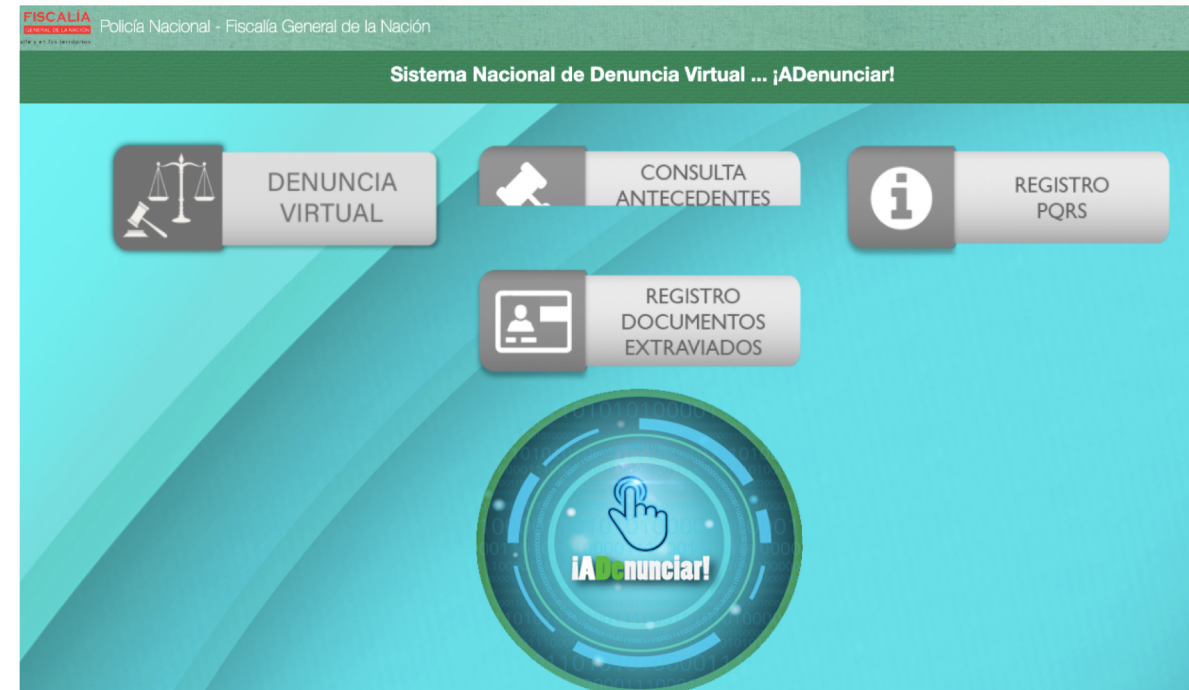 FISCALÍA
GENERAL DE LA NACIÓN
Policía Nacional - Fiscalía General de la Nación
Sistema Nacional de Denuncia Virtual ... ¡ADenunciar!
DENUNCIA
VIRTUAL
CONSULTA
ANTECEDENTES
REGISTRO
PQRS
REGISTRO
DOCUMENTOS
EXTRAVIADOS
¡ADenunciar!